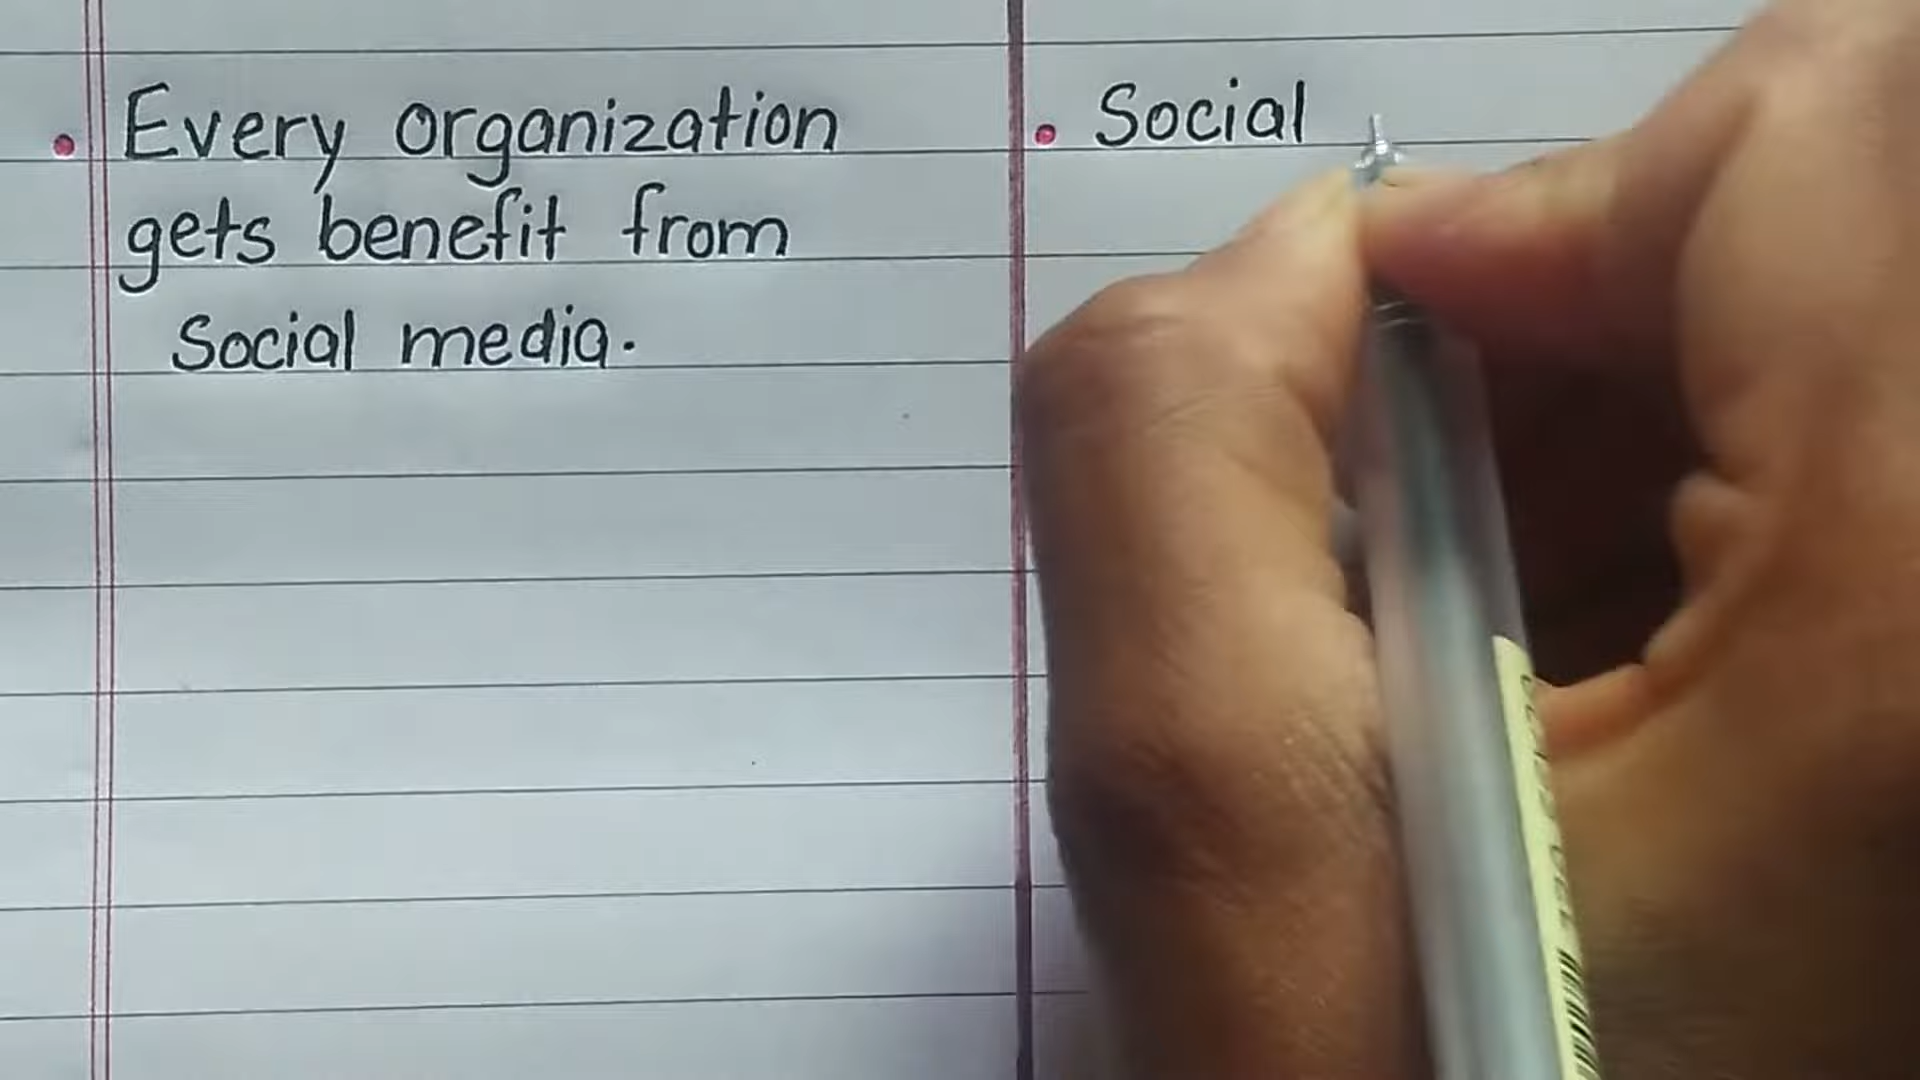 Every organization
gets benefit from
Social media.
Social